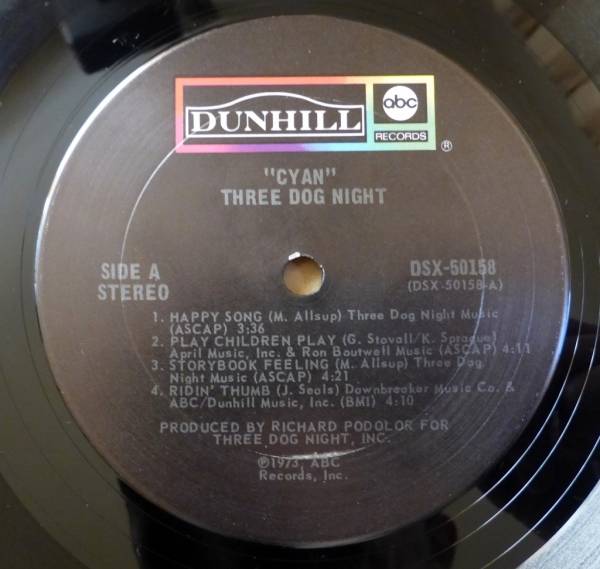 DUNHILL
abc
RECORDS
®
"CYAN"
THREE DOG NIGHT
SIDE A
STEREO
DSX-50158
(DSX-50158-A)
1. HAPPY SONG (M. Allsup) Three Dog Night Music
(ASCAP) 3:36
2. PLAY CHILDREN PLAY (G. Stovall/K. Sprague)
April Music, Inc. & Ron Boutwell Music (ASCAP) 4:11
3. STORYBOOK FEELING (M. Allsup) Three Dog
Night Music (ASCAP) 4:21
4. RIDIN' THUMB (J. Seals) Downbreaker Music Co. &
ABC/Dunhill Music, Inc. (BMI) 4:10
PRODUCED BY RICHARD PODOLOR FOR
THREE DOG NIGHT, INC.
℗1973, ABC
Records, Inc.